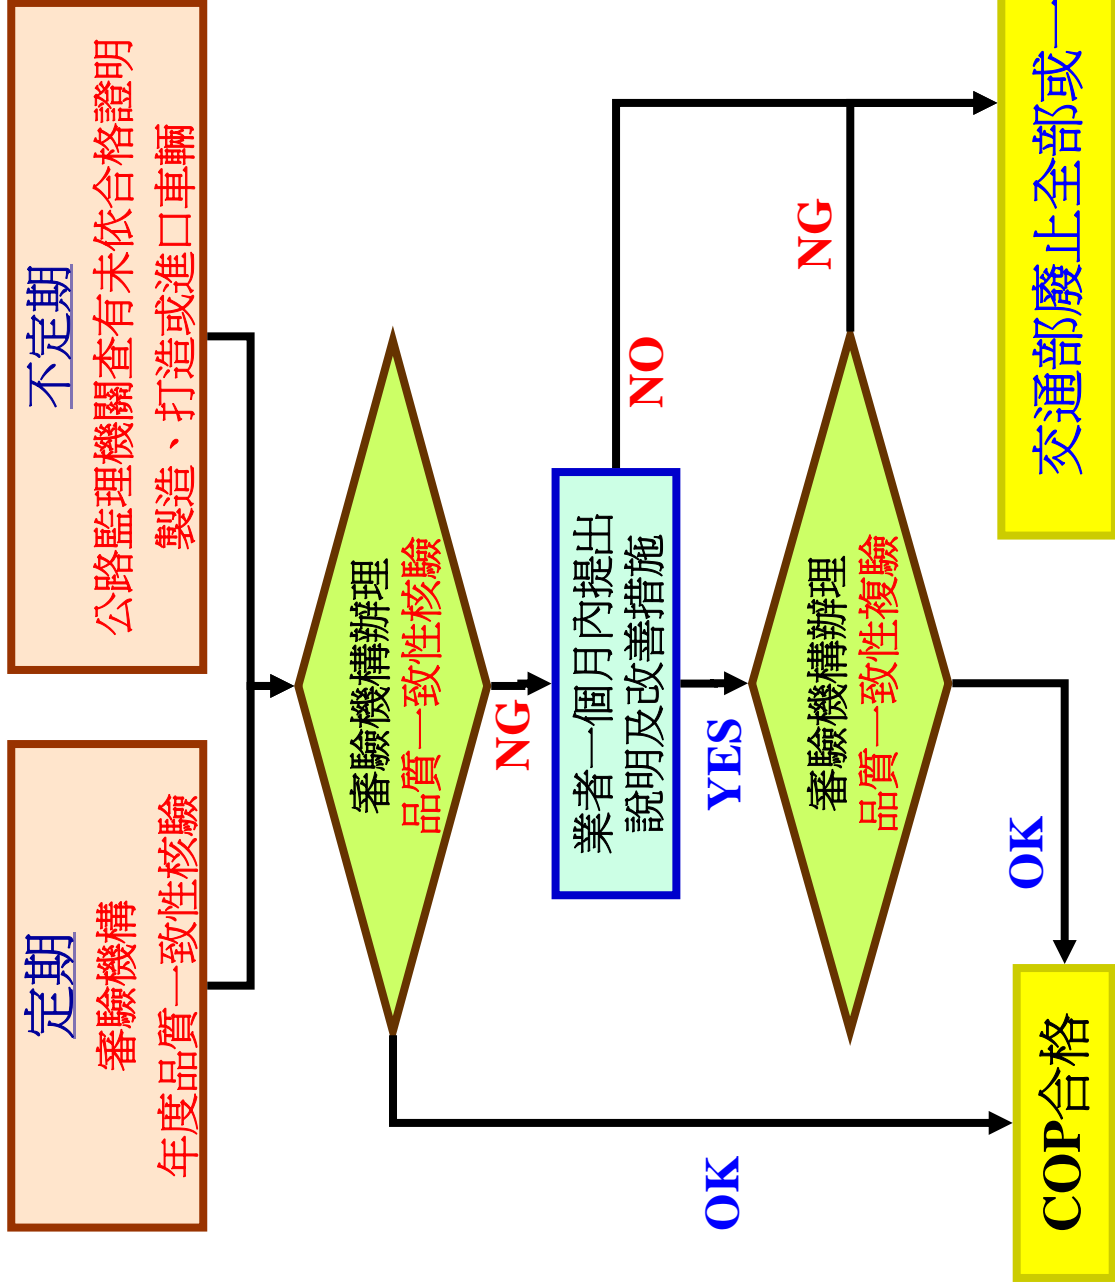 定期
審驗機構
年度品質一致性核驗
不定期
公路監理機關查有未依合格證明
製造、打造或進口車輛
審驗機構辦理
品質一致性核驗
NG
業者一個月內提出
說明及改善措施
NO
YES
審驗機構辦理
品質一致性複驗
NG
OK
OK
COP合格
交通部廢止全部或一